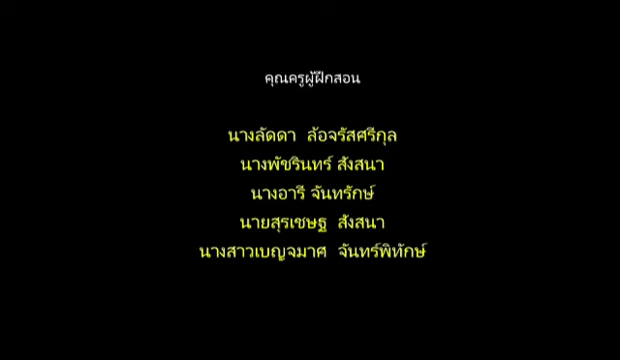 คุณครูผู้ฝึกสอน
นางลัดดา ล้อจรัสศรีกุล
นางพัชรินทร์ สังสนา
นางอารี จันทรักษ์
นายสุรเชษฐ สังสนา
นางสาวเบญจมาศ จันทร์พิทักษ์